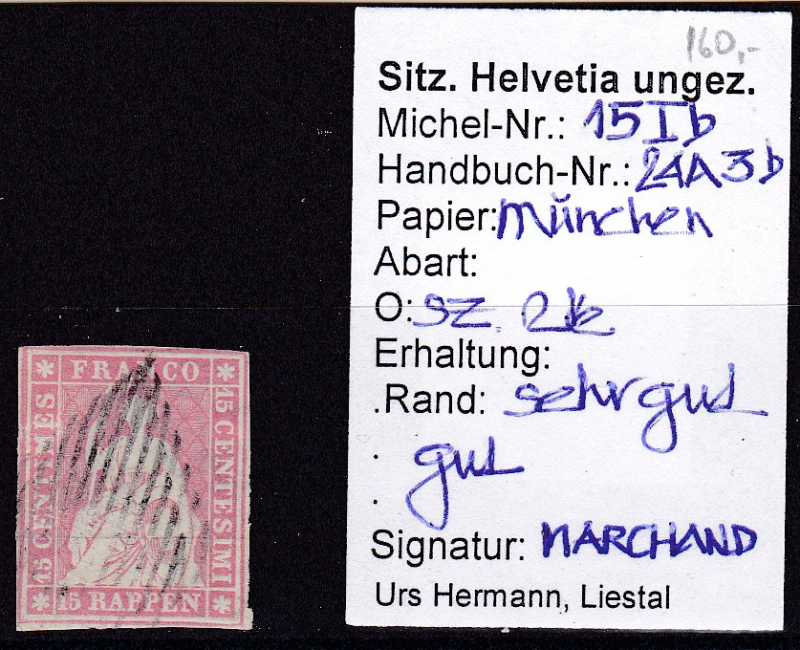 160,-
Sitz. Helvetia ungez.
Michel-Nr.: 15 I b
Handbuch-Nr.: 24A3b
Papier: München
Abart:
O: SZ.
Erhaltung:
.Rand: sehr gut
. gut
.
Signatur: MARCHAND
Urs Hermann, Liestal
FRANCO
15 CENTIMES
15 CENTESIMI
15 RAPPEN